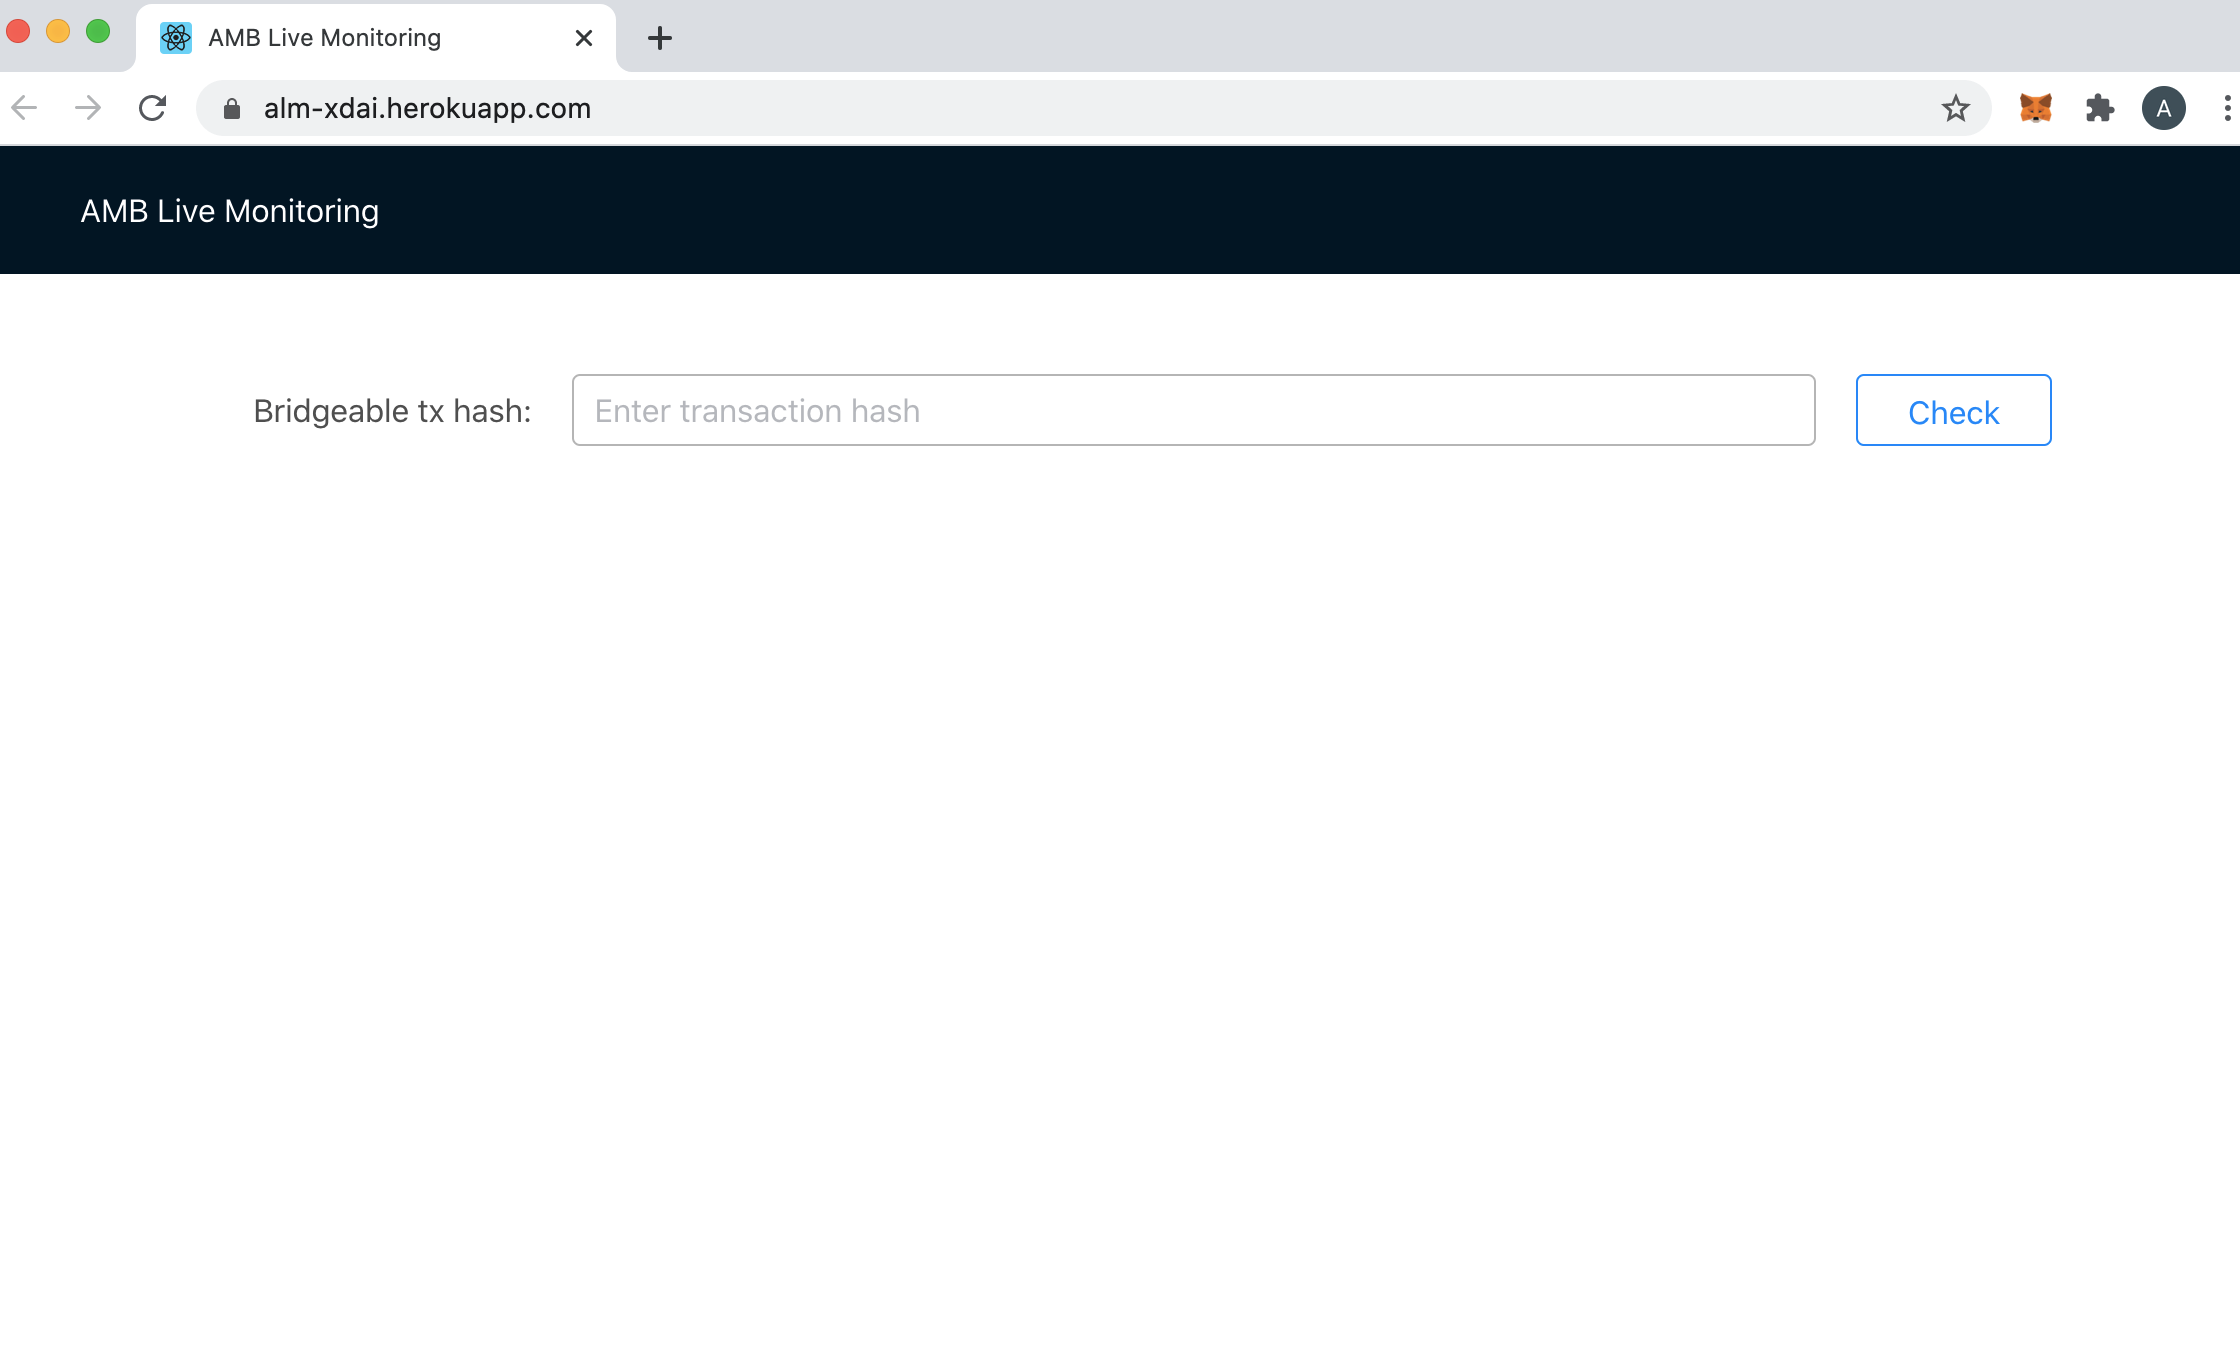 AMB Live Monitoring
alm-xdai.herokuapp.com
A
AMB Live Monitoring
Bridgeable tx hash:
Enter transaction hash
Check